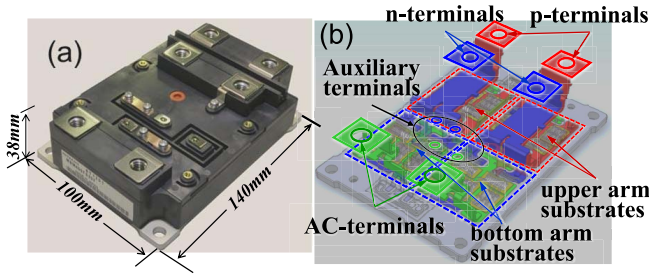 (a)
38mm
100mm
140mm
(b)
n-terminals
p-terminals
Auxiliary
terminals
AC-terminals
upper arm
substrates
bottom arm
substrates